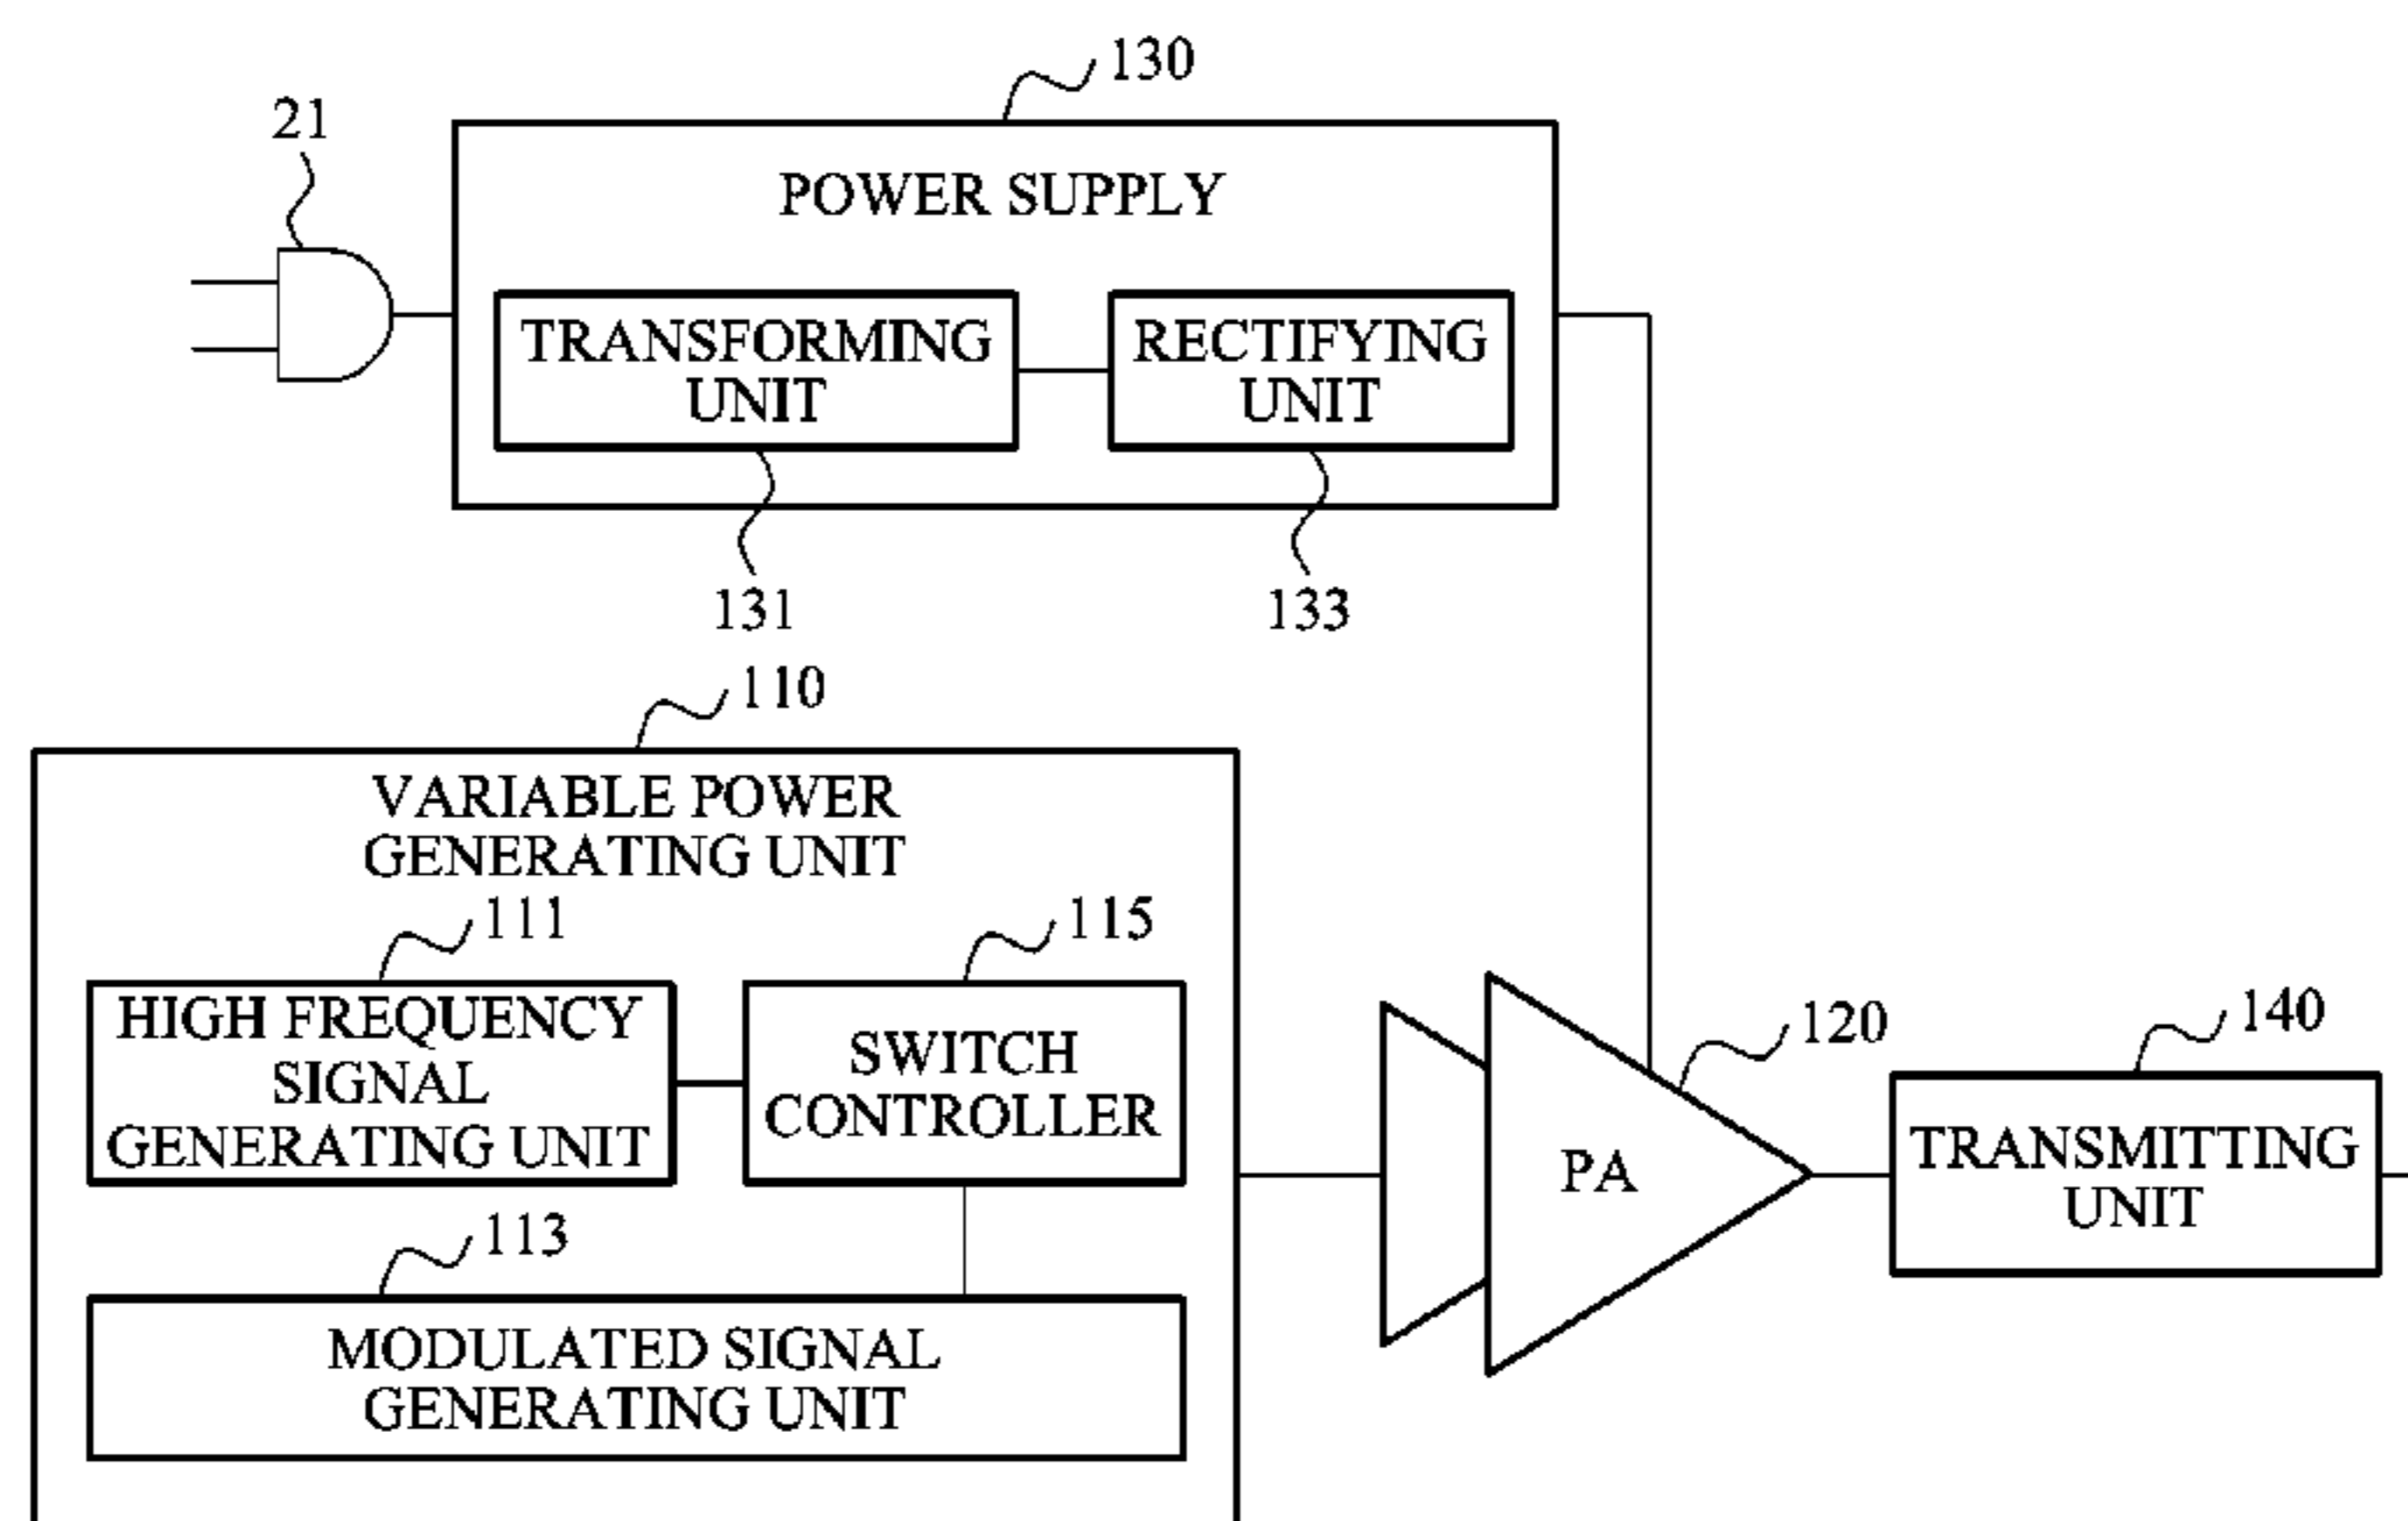 130
21
POWER SUPPLY
TRANSFORMING
UNIT
RECTIFYING
UNIT
131
133
110
VARIABLE POWER
GENERATING UNIT
111
115
HIGH FREQUENCY
SIGNAL
GENERATING UNIT
SWITCH
CONTROLLER
120
140
PA
TRANSMITTING
UNIT
113
MODULATED SIGNAL
GENERATING UNIT